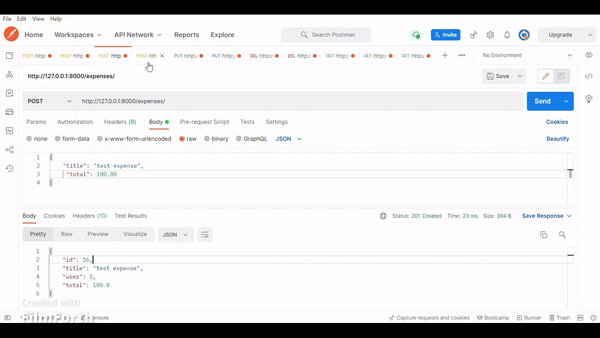 File Edit View Help
Home Workspaces API Network Reports Explore Search Postman Invite Upgrade
POST http POST http POST http POST htt PUT http: PUT http: DEL http: DEL http: GET http: GET http: No Environment
http://127.0.0.1:8000/expenses/ Save
POST http://127.0.0.1:8000/expenses/ Send
Params Authorization Headers (9) Body Pre-request Script Tests Settings Cookies
none form-data x-www-form-urlencoded raw binary GraphQL JSON Beautify
1 {
2 "title": "test expense",
3 "total": 100.00
4 }
Body Cookies Headers (10) Test Results Status: 201 Created Time: 23 ms Size: 394 B Save Response
Pretty Raw Preview Visualize JSON
1 {
2 "id": 16,
3 "title": "test expense",
4 "user": 5,
5 "total": 100.0
6 }
Created with
FilmForth
Console Capture requests and cookies Bootcamp Runner Trash